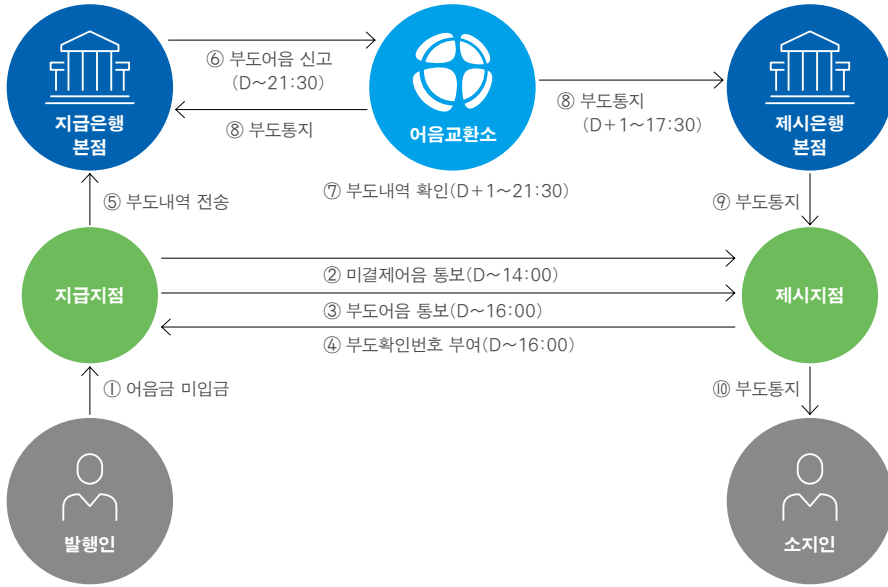 지급은행
본점
⑥ 부도어음 신고
(D~21:30)
⑧ 부도통지
어음교환소
⑧ 부도통지
(D+1~17:30)
제시은행
본점
⑤ 부도내역 전송
⑦ 부도내역 확인(D+1~21:30)
⑨ 부도통지
지급지점
② 미결제어음 통보(D~14:00)
③ 부도어음 통보(D~16:00)
④ 부도확인번호 부여(D~16:00)
제시지점
① 어음금 미입금
⑩ 부도통지
발행인
소지인